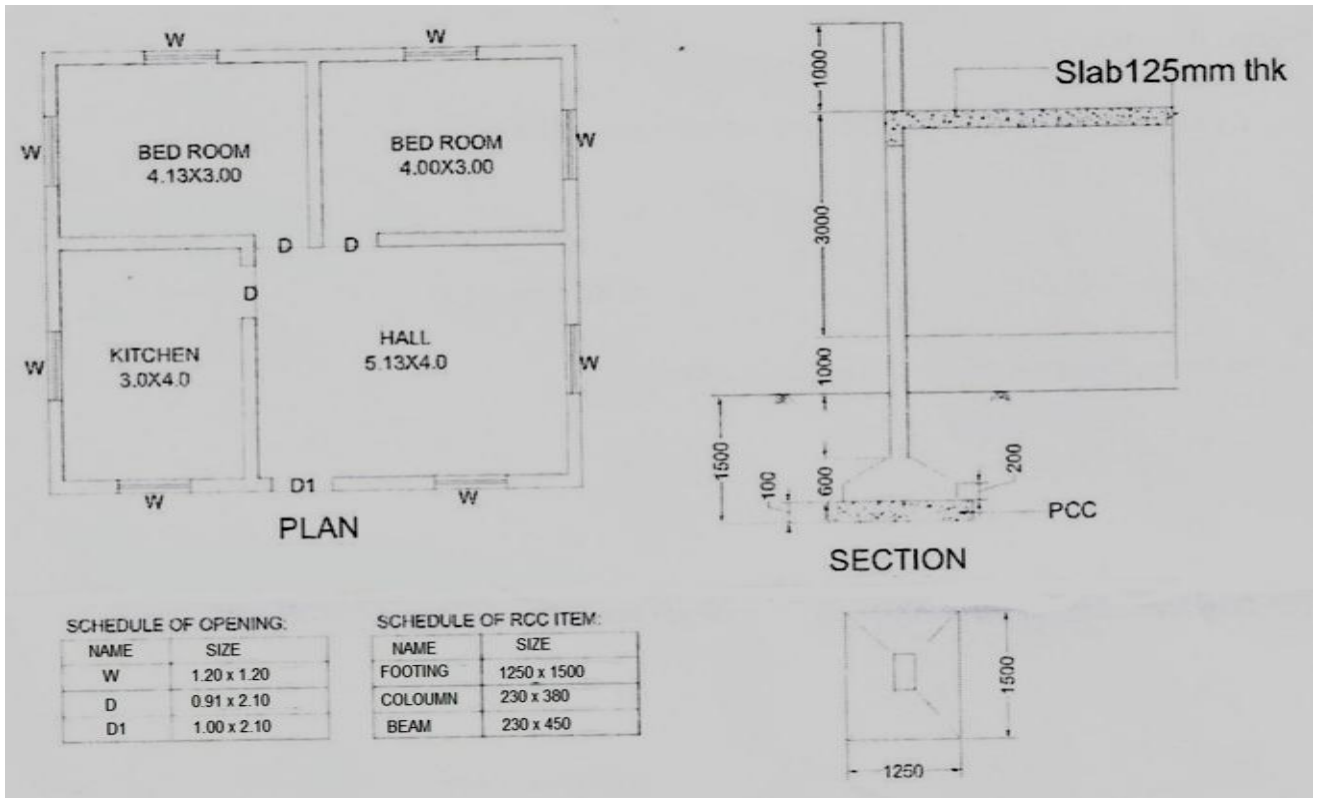 W
W
W
BED ROOM
4.13X3.00
BED ROOM
4.00X3.00
W
D
D
D
W
KITCHEN
3.0X4.0
HALL
5.13X4.0
W
W
D1
W
PLAN
1000
Slab125mm thk
3000
1000
1500
100
600
200
PCC
SECTION
SCHEDULE OF OPENING:
NAME SIZE
W 1.20 x 1.20
D 0.91 x 2.10
D1 1.00 x 2.10
SCHEDULE OF RCC ITEM:
NAME SIZE
FOOTING 1250 x 1500
COLOUMN 230 x 380
BEAM 230 x 450
1500
1250